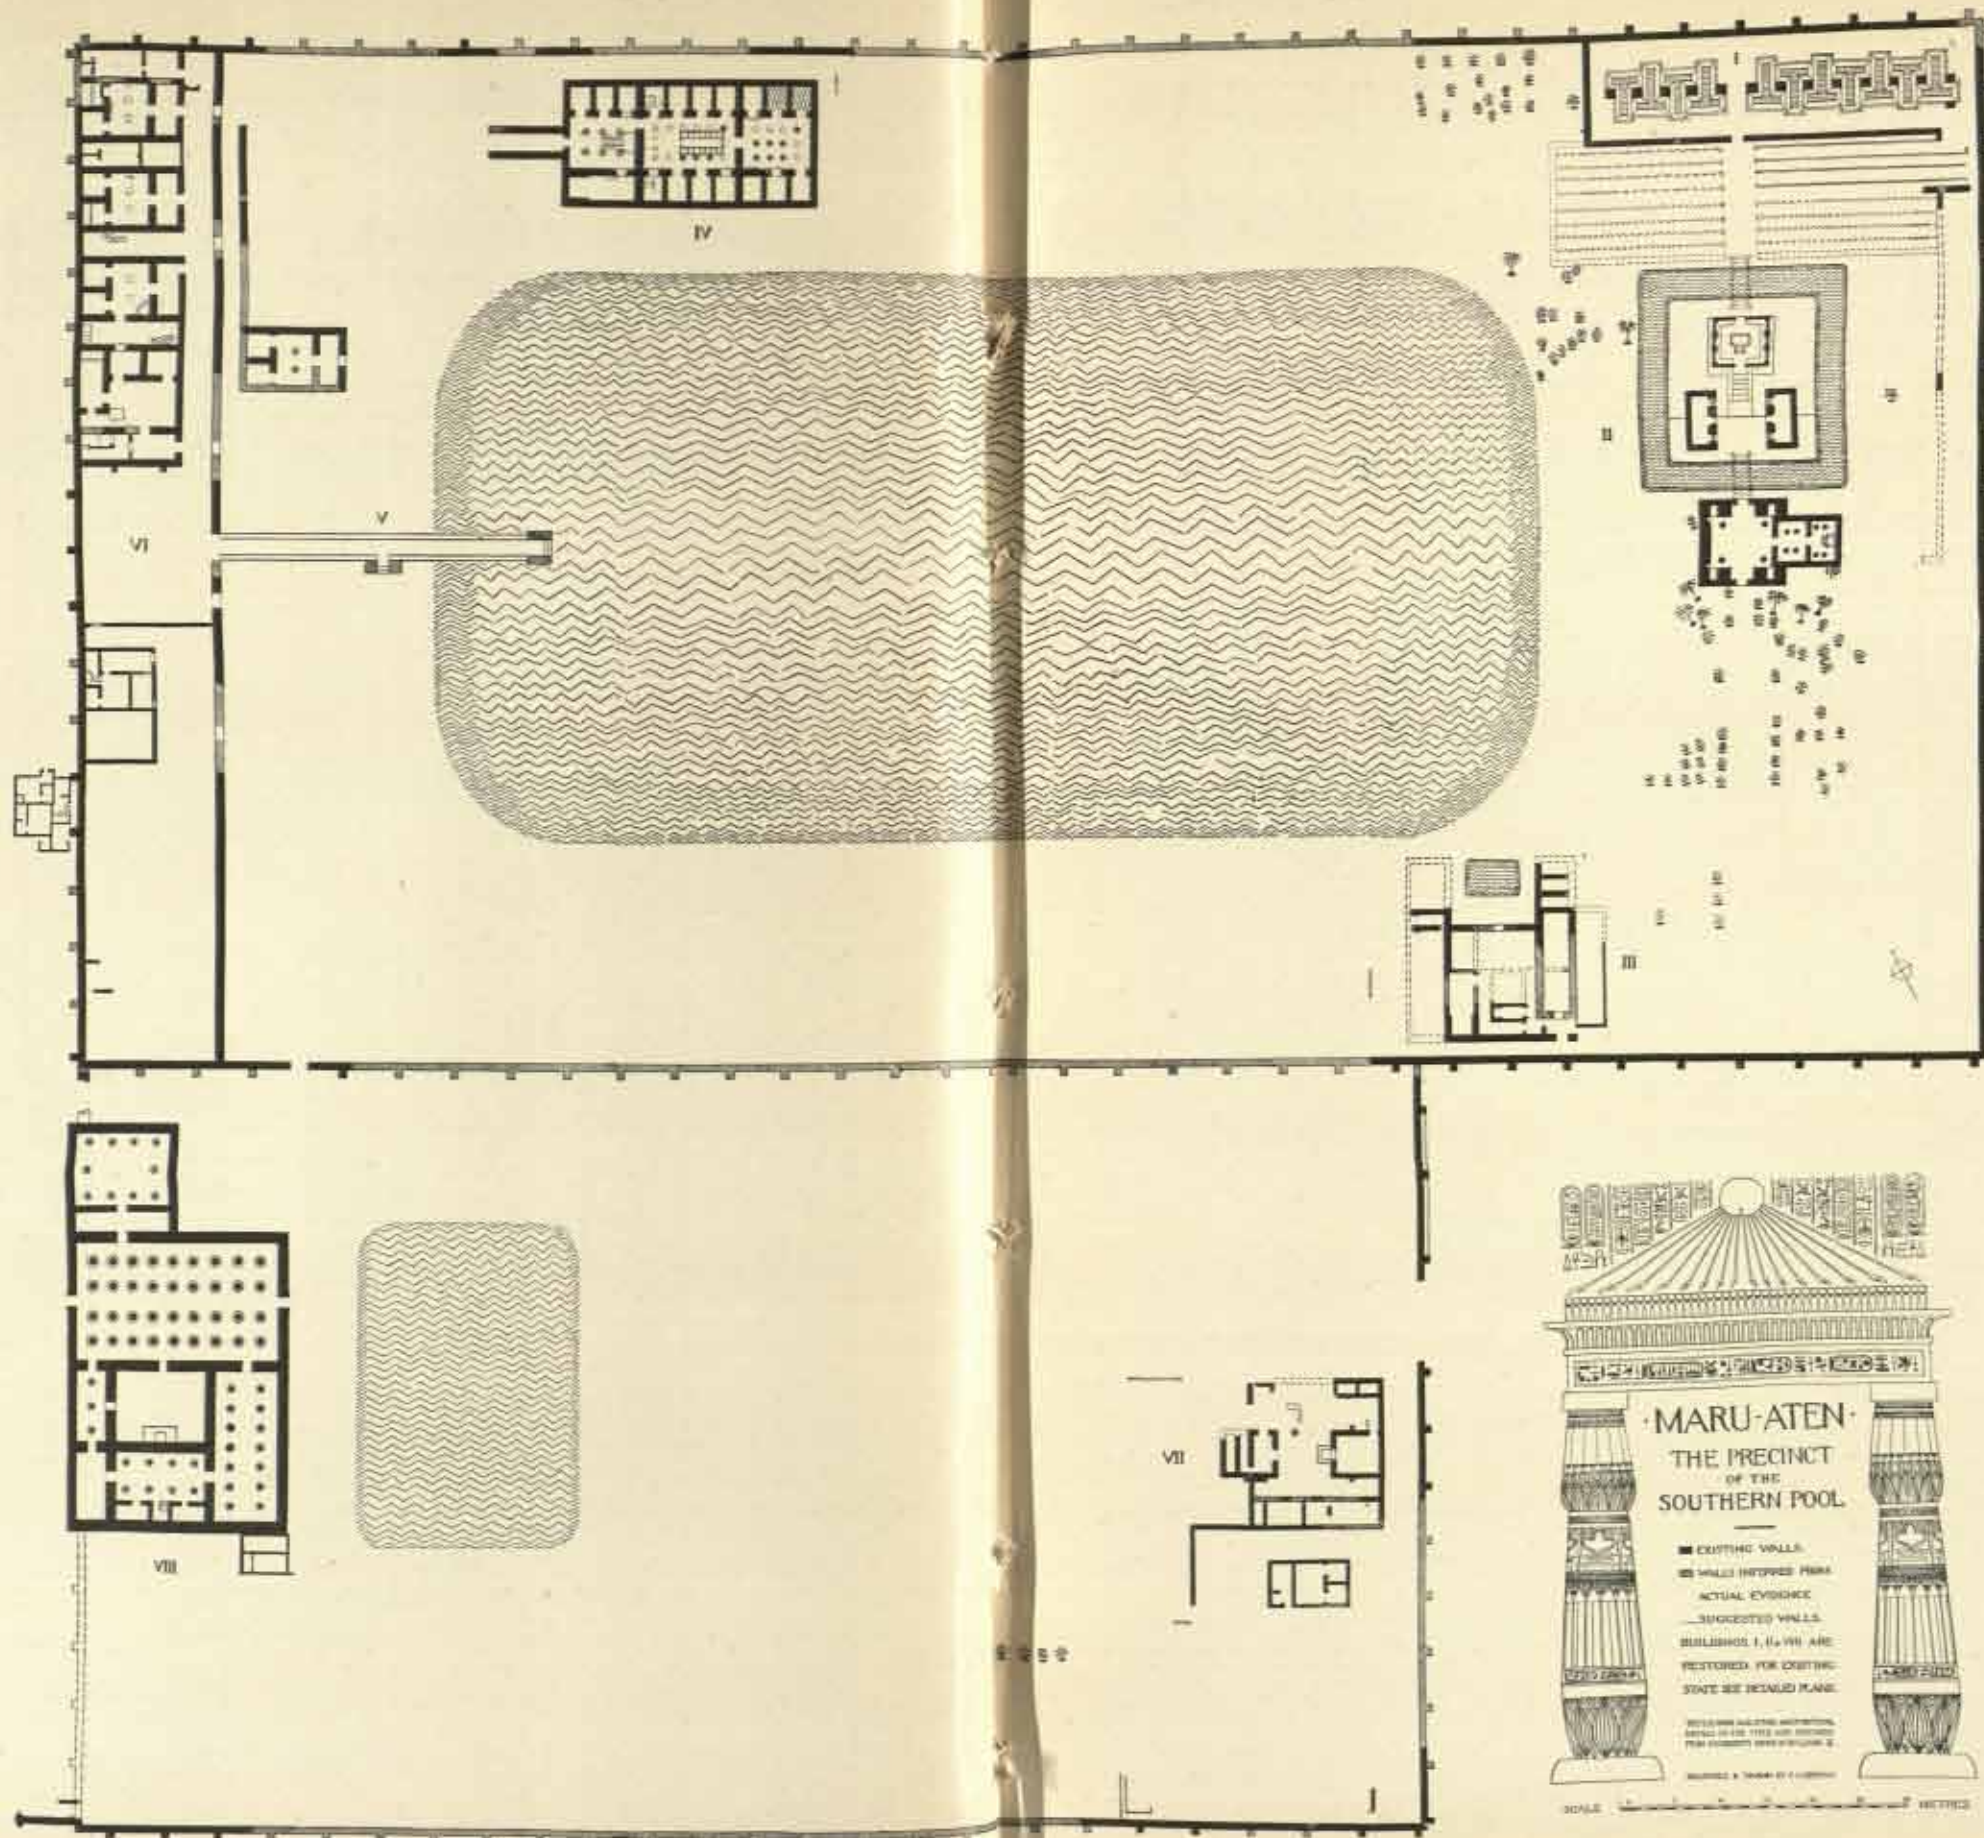 I
IV
II
V
VI
III
VII
VIII
·MARU-ATEN·
THE PRECINCT
OF THE
SOUTHERN POOL
EXISTING WALLS.
WALLS INFERRED FROM
ACTUAL EVIDENCE
SUGGESTED WALLS.
BUILDINGS I, II & VIII ARE
RESTORED. FOR EXISTING
STATE SEE DETAILED PLANS.
SCALE METRES